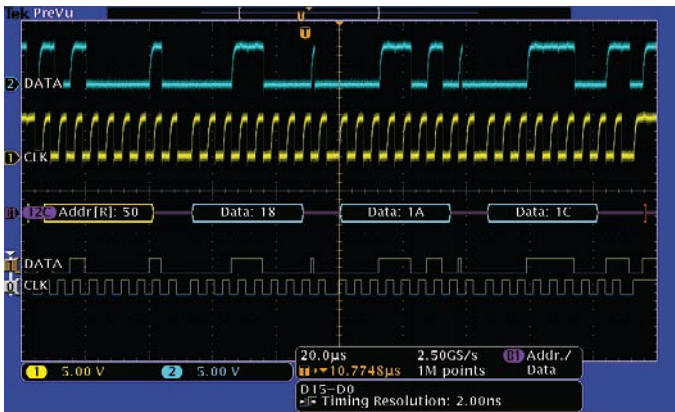 Tek PreVu
U
T
2 DATA
1 CLK
B1 I2C Addr[R]: 50 Data: 18 Data: 1A Data: 1C
1 DATA
0 CLK
1 5.00 V 2 5.00 V
20.0µs 2.50GS/s B1 Addr./
10.7748µs 1M points Data
D15-D0
Timing Resolution: 2.00ns